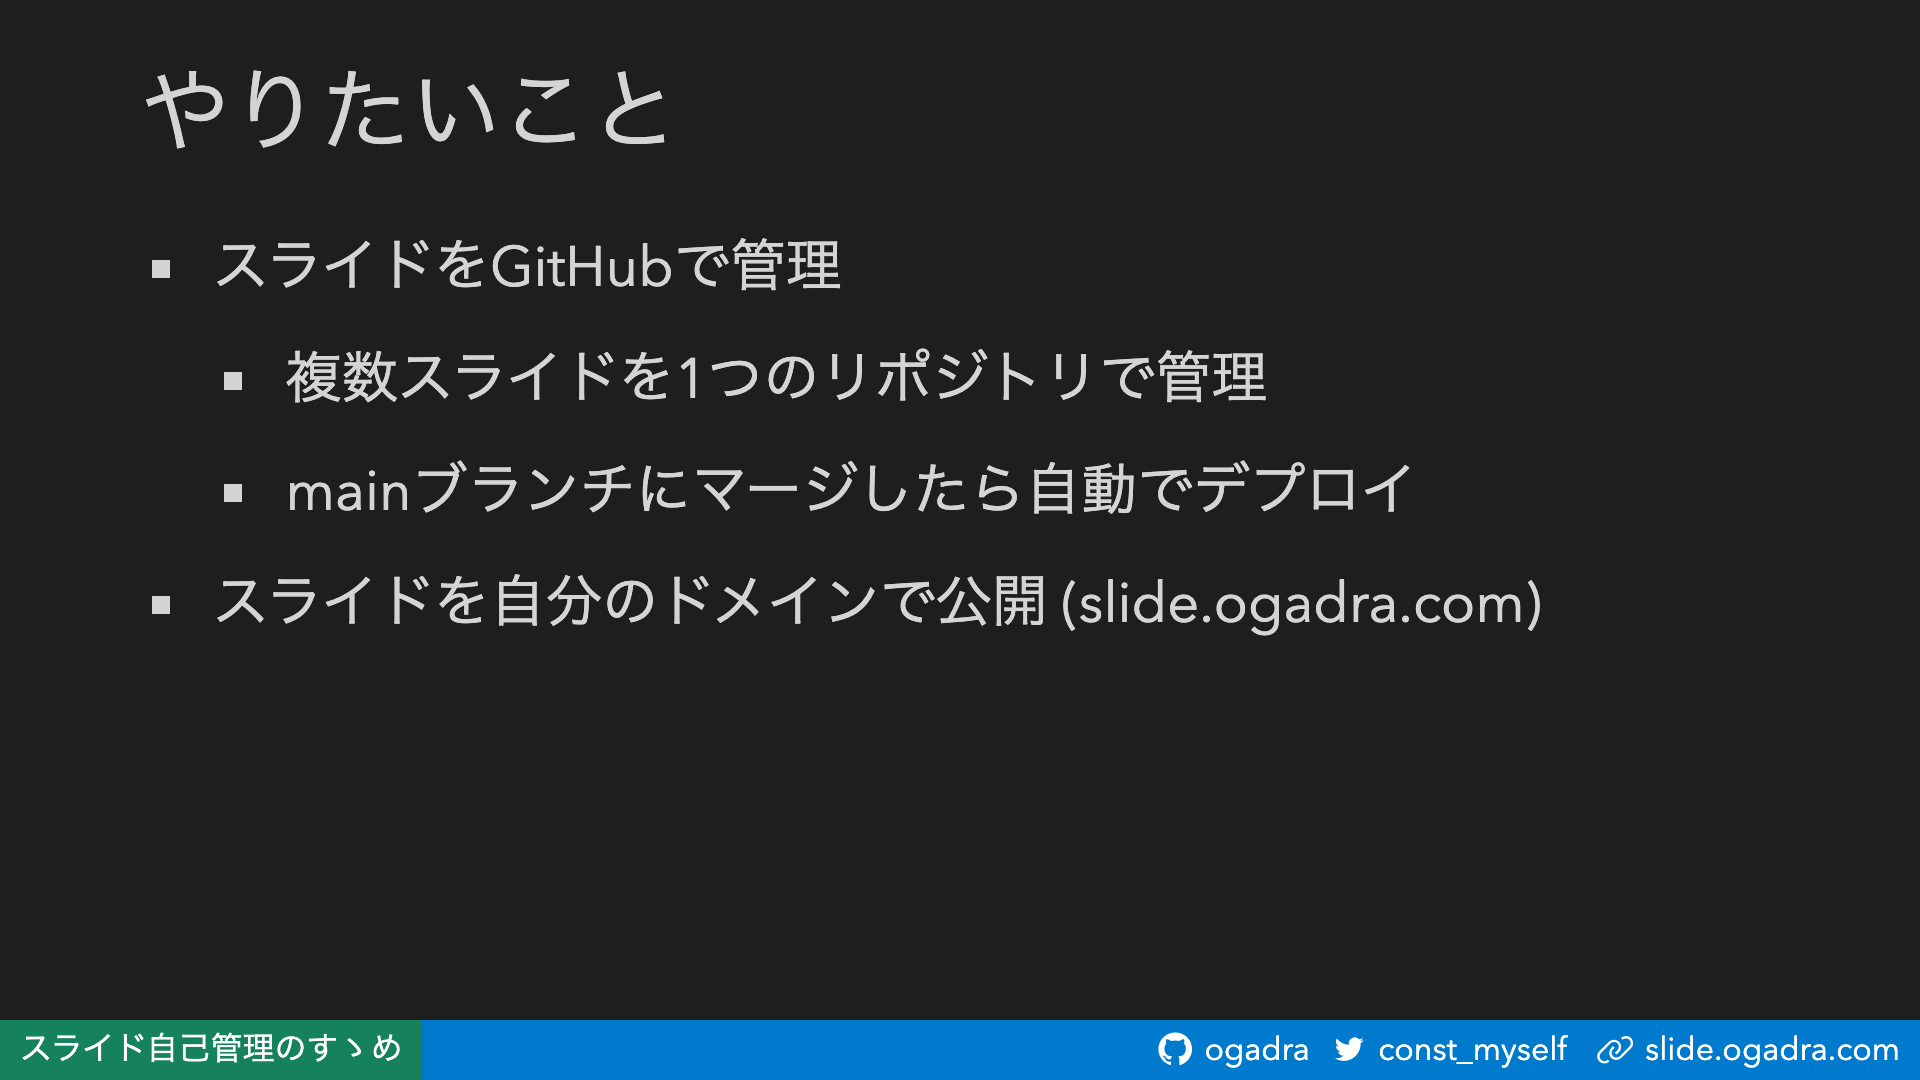 やりたいこと
スライドをGitHubで管理
複数スライドを1つのリポジトリで管理
mainブランチにマージしたら自動でデプロイ
スライドを自分のドメインで公開 (slide.ogadra.com)
スライド自己管理のすゝめ
ogadra const_myself slide.ogadra.com